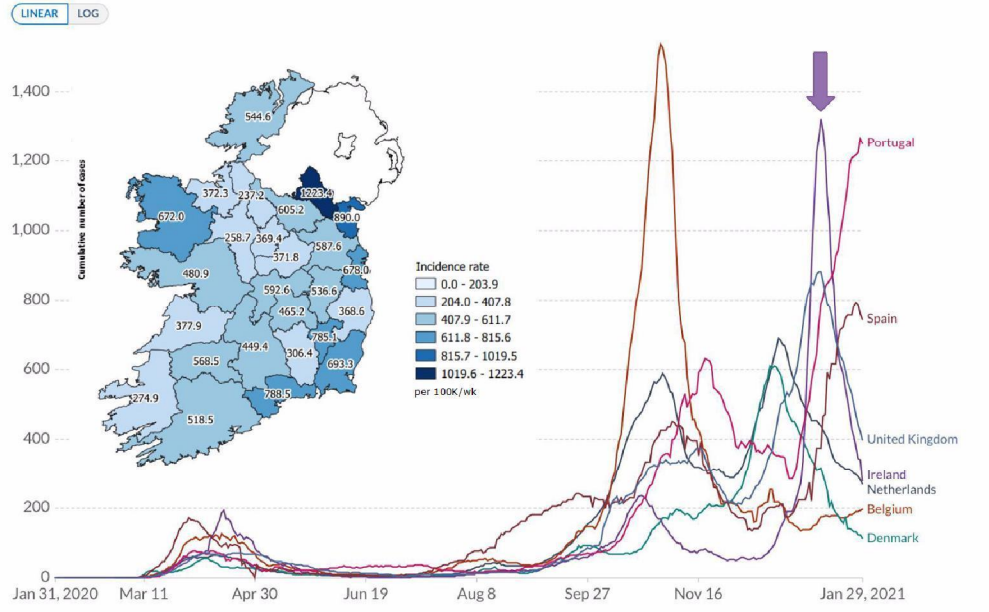 LINEAR LOG
1,400
1,200
1,000
800
600
400
200
0
Cumulative number of cases
544.6
372.3
237.2
1223.4
605.2
890.0
672.0
258.7
369.4
587.6
371.8
678.0
480.9
592.6
536.6
465.2
368.6
377.9
785.1
449.4
306.4
693.3
568.5
788.5
274.9
518.5
Incidence rate
0.0 - 203.9
204.0 - 407.8
407.9 - 611.7
611.8 - 815.6
815.7 - 1019.5
1019.6 - 1223.4
per 100K/wk
Portugal
Spain
United Kingdom
Ireland
Netherlands
Belgium
Denmark
Jan 31, 2020 Mar 11 Apr 30 Jun 19 Aug 8 Sep 27 Nov 16 Jan 29, 2021